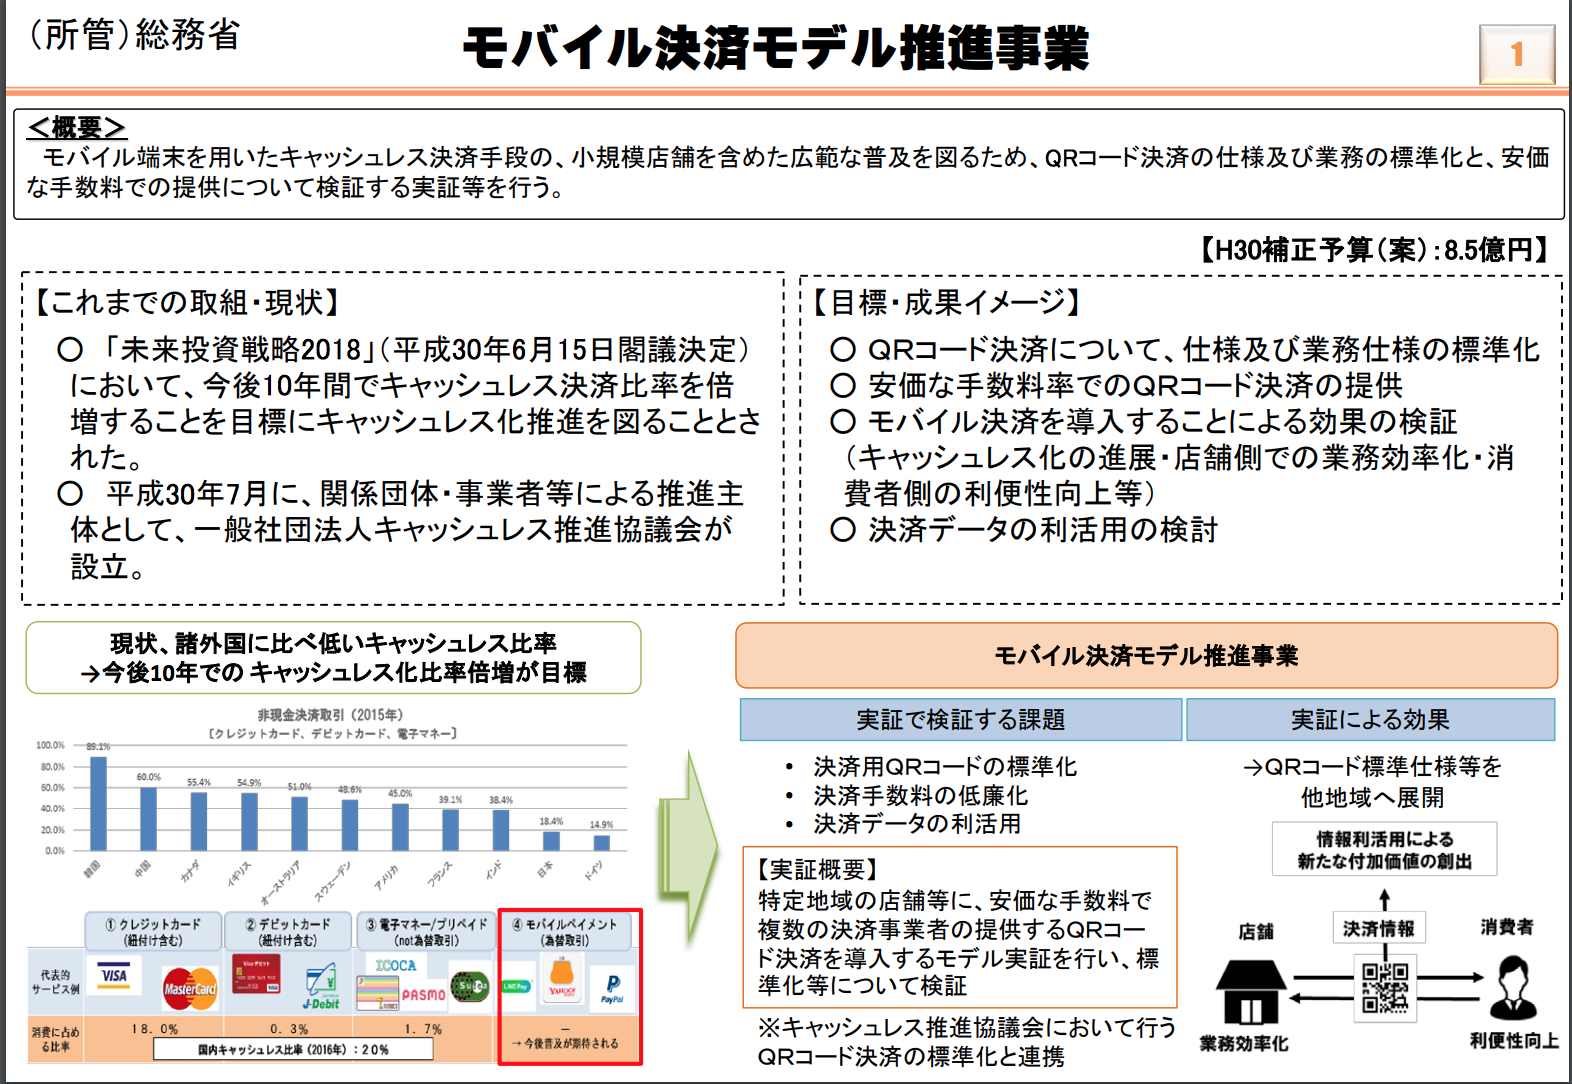 （所管）総務省
モバイル決済モデル推進事業
1
＜概要＞
モバイル端末を用いたキャッシュレス決済手段の、小規模店舗を含めた広範な普及を図るため、QRコード決済の仕様及び業務の標準化と、安価
な手数料での提供について検証する実証等を行う。
【H30補正予算（案）：8.5億円】
【これまでの取組・現状】
○ 「未来投資戦略2018」（平成30年6月15日閣議決定）
において、今後10年間でキャッシュレス決済比率を倍
増することを目標にキャッシュレス化推進を図ることとさ
れた。
○ 平成30年7月に、関係団体・事業者等による推進主
体として、一般社団法人キャッシュレス推進協議会が
設立。
【目標・成果イメージ】
○ QRコード決済について、仕様及び業務仕様の標準化
○ 安価な手数料率でのQRコード決済の提供
○ モバイル決済を導入することによる効果の検証
（キャッシュレス化の進展・店舗側での業務効率化・消
費者側の利便性向上等）
○ 決済データの利活用の検討
現状、諸外国に比べ低いキャッシュレス比率
→今後10年でのキャッシュレス化比率倍増が目標
非現金決済取引（2015年）
［クレジットカード、デビットカード、電子マネー］
100.0%
80.0%
60.0%
40.0%
20.0%
0.0%
89.1%
60.0%
55.4%
54.9%
51.0%
48.6%
45.0%
39.1%
38.4%
18.4%
14.9%
韓国
中国
カナダ
イギリス
オーストラリア
スウェーデン
アメリカ
フランス
インド
日本
ドイツ
①クレジットカード
（紐付け含む）
②デビットカード
（紐付け含む）
③電子マネー/プリペイド
（not為替取引）
④モバイルペイメント
（為替取引）
代表的
サービス例
VISA
MasterCard
Visa デビット
VISA
J-Debit
ICOCA
PASMO
Suica
LINE Pay
YAHOO!
PayPal
消費に占め
る比率
18．0%
0．3%
1．7%
－
→ 今後普及が期待される
国内キャッシュレス比率（2016年）：20%
モバイル決済モデル推進事業
実証で検証する課題
• 決済用QRコードの標準化
• 決済手数料の低廉化
• 決済データの利活用
【実証概要】
特定地域の店舗等に、安価な手数料で
複数の決済事業者の提供するQRコー
ド決済を導入するモデル実証を行い、標
準化等について検証
※キャッシュレス推進協議会において行う
QRコード決済の標準化と連携
実証による効果
→QRコード標準仕様等を
他地域へ展開
情報利活用による
新たな付加価値の創出
決済情報
店舗
消費者
業務効率化
利便性向上